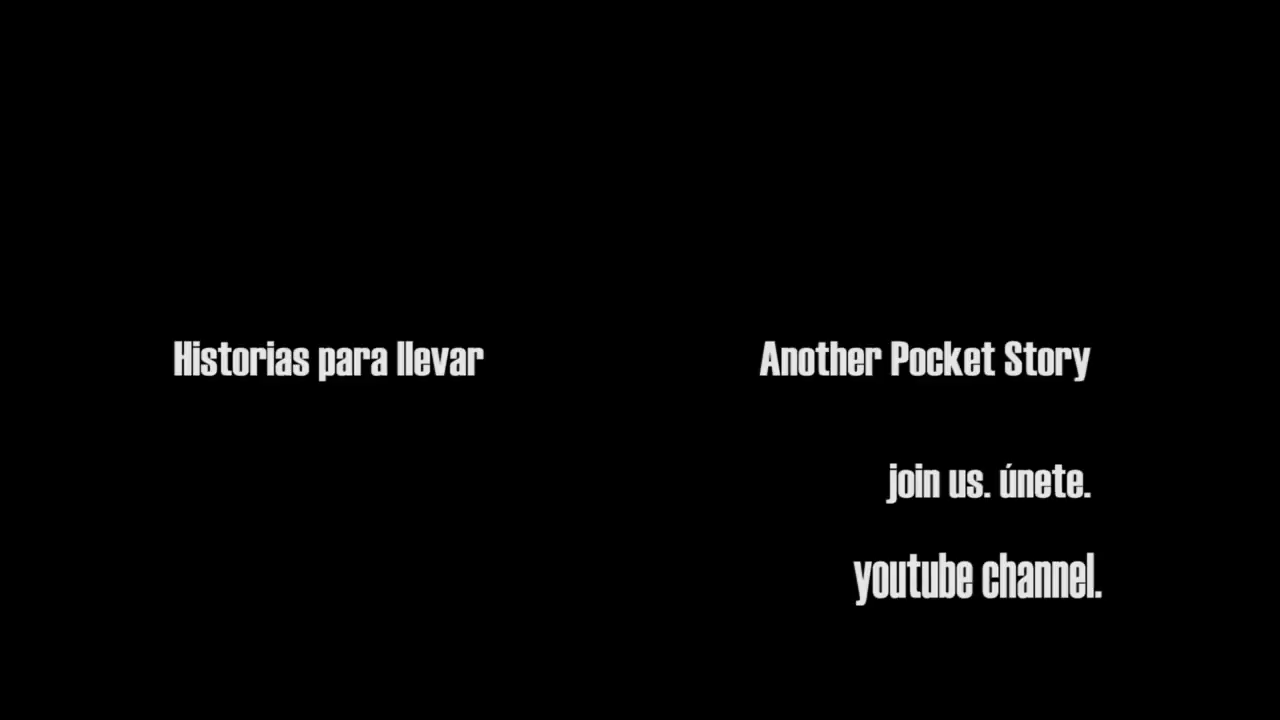 Historias para llevar
Another Pocket Story
join us. únete.
youtube channel.